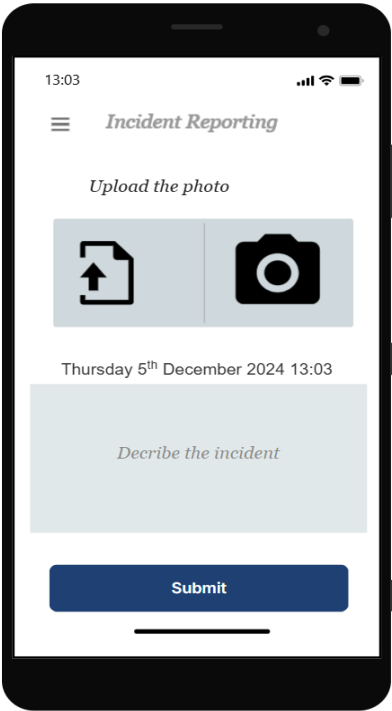 13:03
Incident Reporting
Upload the photo
Thursday 5th December 2024 13:03
Decribe the incident
Submit